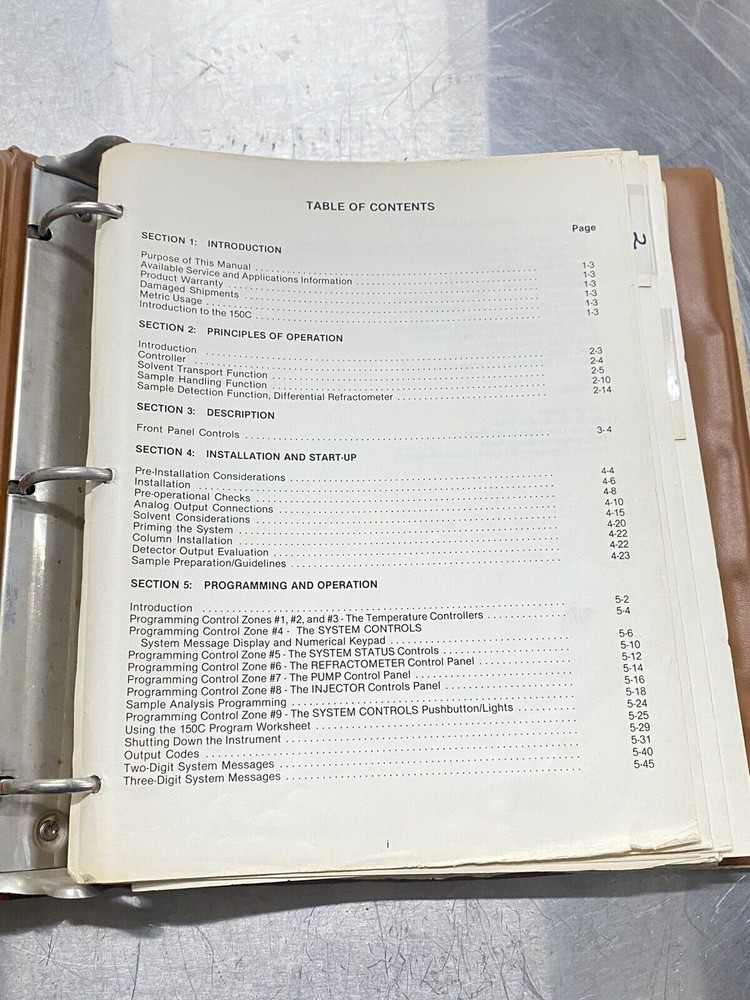 TABLE OF CONTENTS
Page
2
SECTION 1: INTRODUCTION
Purpose of This Manual ........................ 1-3
Available Service and Applications Information ........................ 1-3
Product Warranty ........................ 1-3
Damaged Shipments ........................ 1-3
Metric Usage ........................ 1-3
Introduction to the 150C ........................ 1-3
SECTION 2: PRINCIPLES OF OPERATION
Introduction ........................ 2-3
Controller ........................ 2-4
Solvent Transport Function ........................ 2-5
Sample Handling Function ........................ 2-10
Sample Detection Function, Differential Refractometer ........................ 2-14
SECTION 3: DESCRIPTION
Front Panel Controls ........................ 3-4
SECTION 4: INSTALLATION AND START-UP
Pre-Installation Considerations ........................ 4-4
Installation ........................ 4-6
Pre-operational Checks ........................ 4-8
Analog Output Connections ........................ 4-10
Solvent Considerations ........................ 4-15
Priming the System ........................ 4-20
Column Installation ........................ 4-22
Detector Output Evaluation ........................ 4-22
Sample Preparation/Guidelines ........................ 4-23
SECTION 5: PROGRAMMING AND OPERATION
Introduction ........................ 5-2
Programming Control Zones #1, #2, and #3 - The Temperature Controllers ........................ 5-4
Programming Control Zone #4 - The SYSTEM CONTROLS
System Message Display and Numerical Keypad ........................ 5-6
Programming Control Zone #5 - The SYSTEM STATUS Controls ........................ 5-10
Programming Control Zone #6 - The REFRACTOMETER Control Panel ........................ 5-12
Programming Control Zone #7 - The PUMP Control Panel ........................ 5-14
Programming Control Zone #8 - The INJECTOR Controls Panel ........................ 5-16
Sample Analysis Programming ........................ 5-18
Programming Control Zone #9 - The SYSTEM CONTROLS Pushbutton/Lights ........................ 5-24
Using the 150C Program Worksheet ........................ 5-25
Shutting Down the Instrument ........................ 5-29
Output Codes ........................ 5-31
Two-Digit System Messages ........................ 5-40
Three-Digit System Messages ........................ 5-45
i